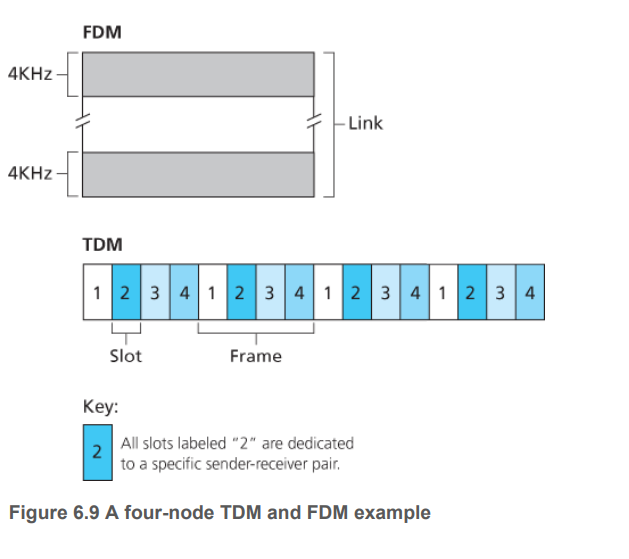 FDM
4KHz
Link
4KHz
TDM
1 2 3 4 1 2 3 4 1 2 3 4 1 2 3 4
Slot
Frame
Key:
2
All slots labeled “2” are dedicated
to a specific sender-receiver pair.
Figure 6.9 A four-node TDM and FDM example